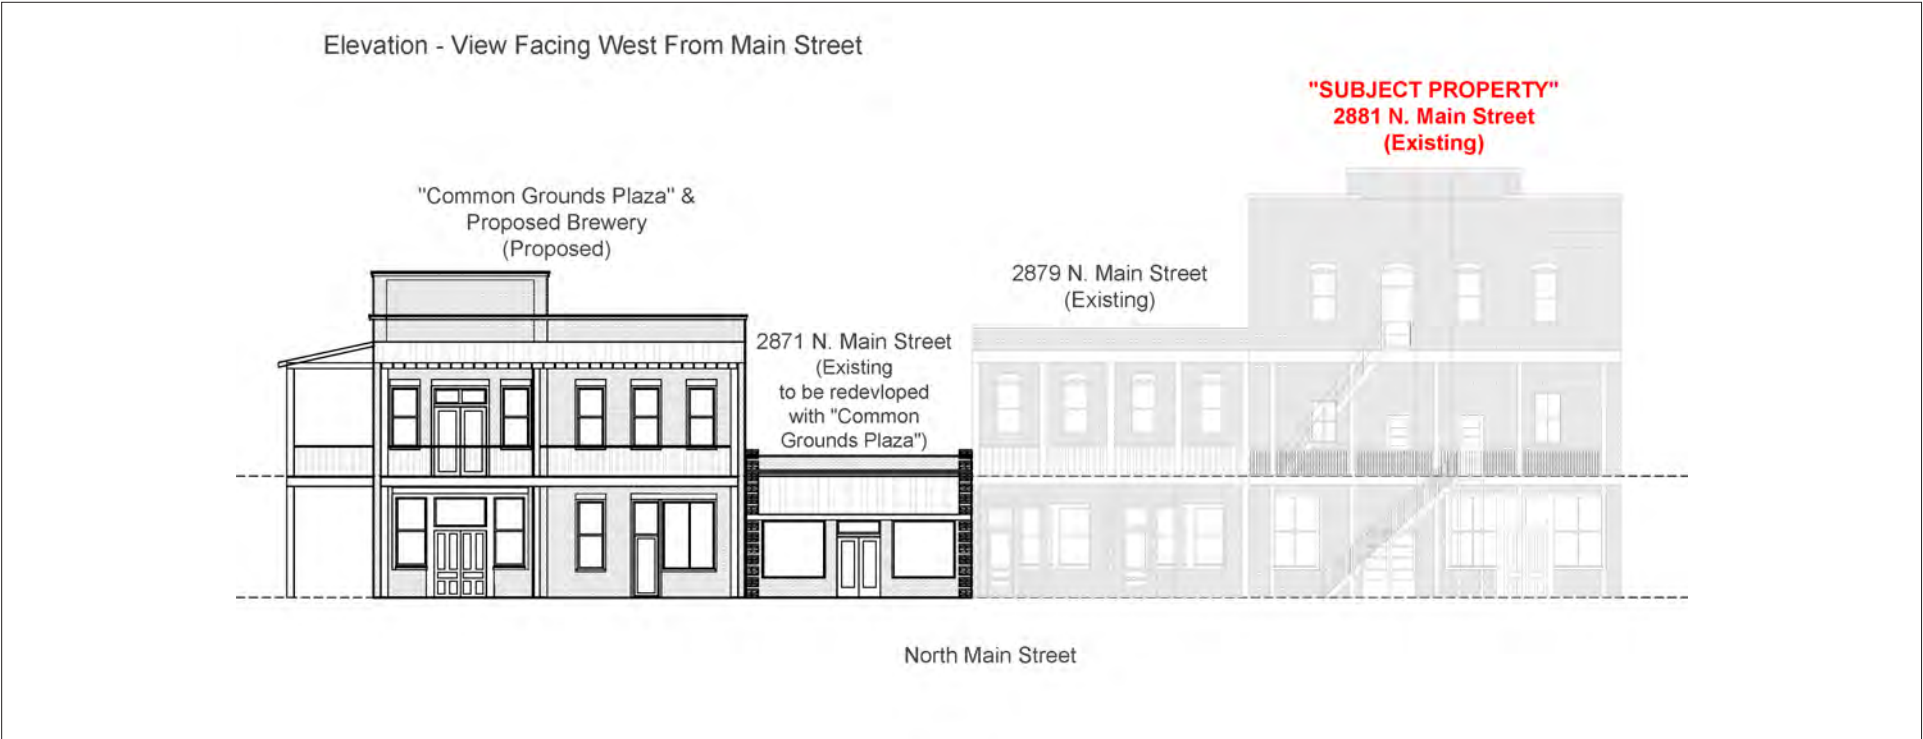 Elevation - View Facing West From Main Street
"SUBJECT PROPERTY"
2881 N. Main Street
(Existing)
"Common Grounds Plaza" &
Proposed Brewery
(Proposed)
2879 N. Main Street
(Existing)
2871 N. Main Street
(Existing
to be redevloped
with "Common
Grounds Plaza")
North Main Street